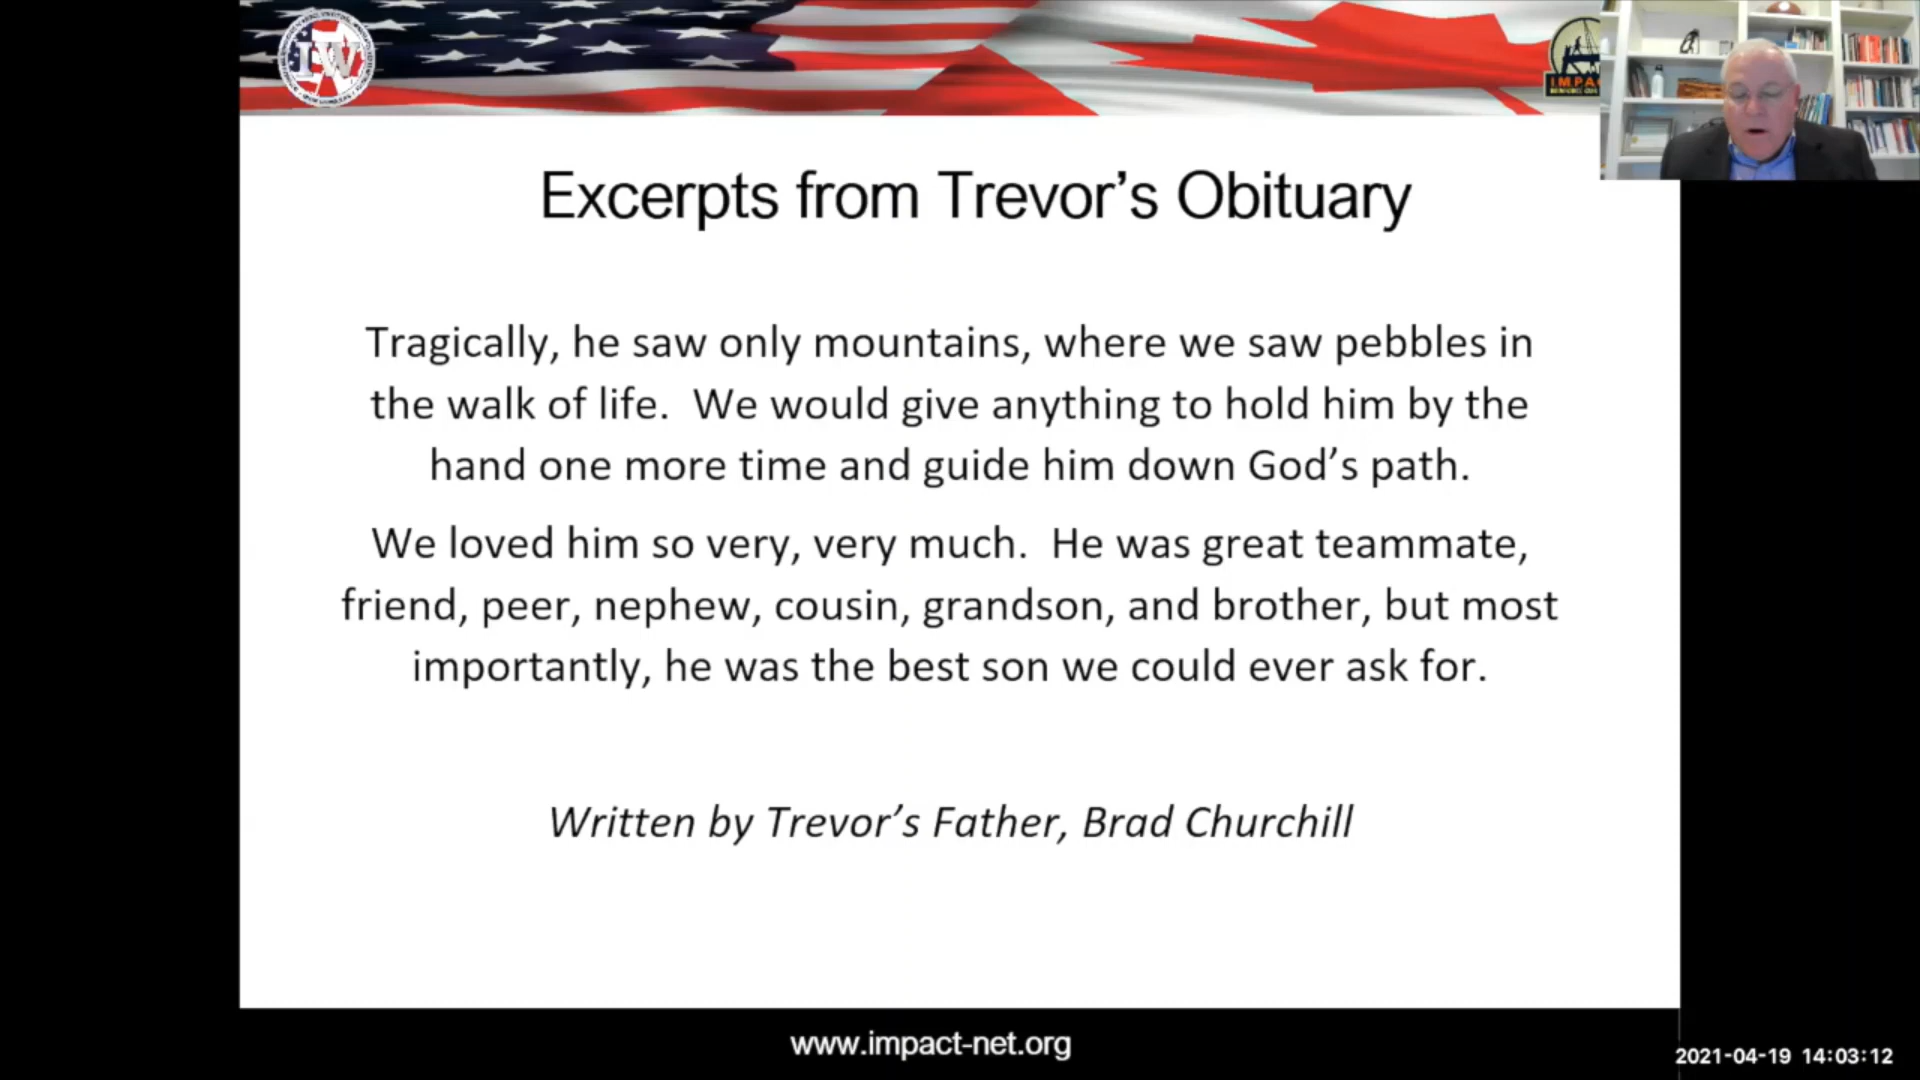 IW
IMPA
Excerpts from Trevor’s Obituary
Tragically, he saw only mountains, where we saw pebbles in
the walk of life.  We would give anything to hold him by the
hand one more time and guide him down God’s path.
We loved him so very, very much.  He was great teammate,
friend, peer, nephew, cousin, grandson, and brother, but most
importantly, he was the best son we could ever ask for.
Written by Trevor’s Father, Brad Churchill
www.impact-net.org
2021-04-19 14:03:12